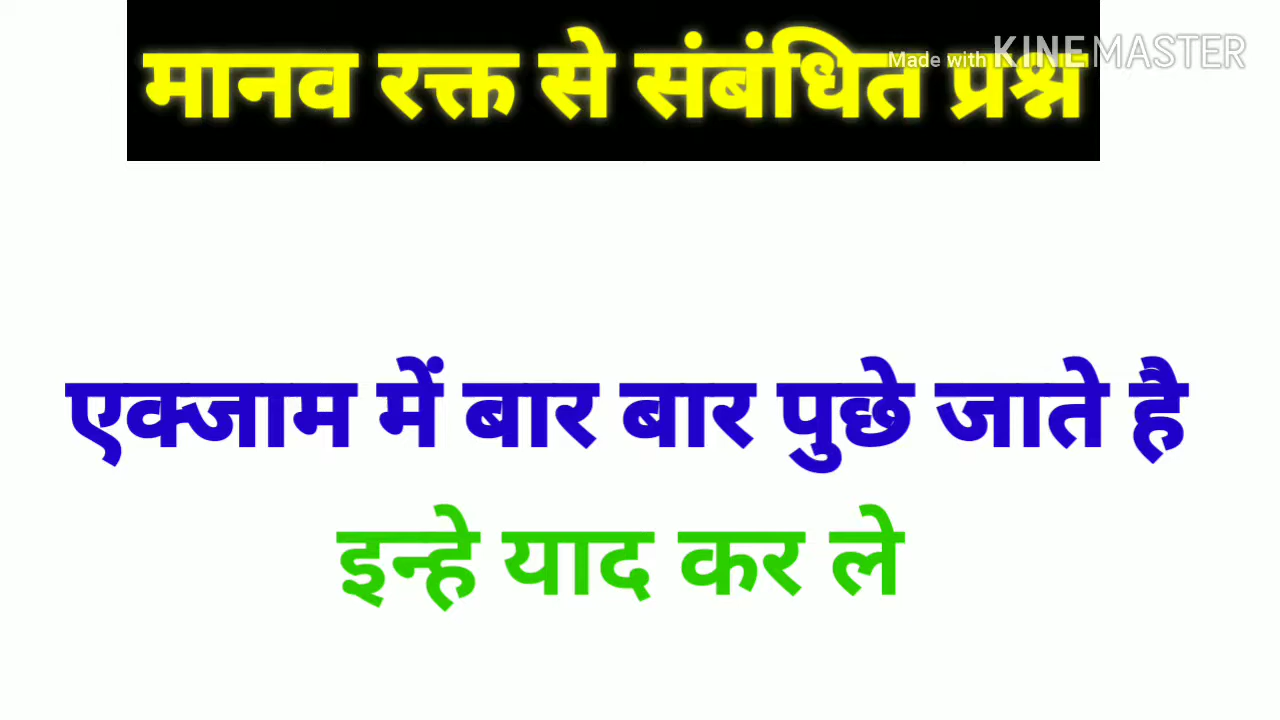 मानव रक्त से संबंधित प्रश्न
Made with KINEMASTER
एक्जाम में बार बार पुछे जाते है
इन्हे याद कर ले